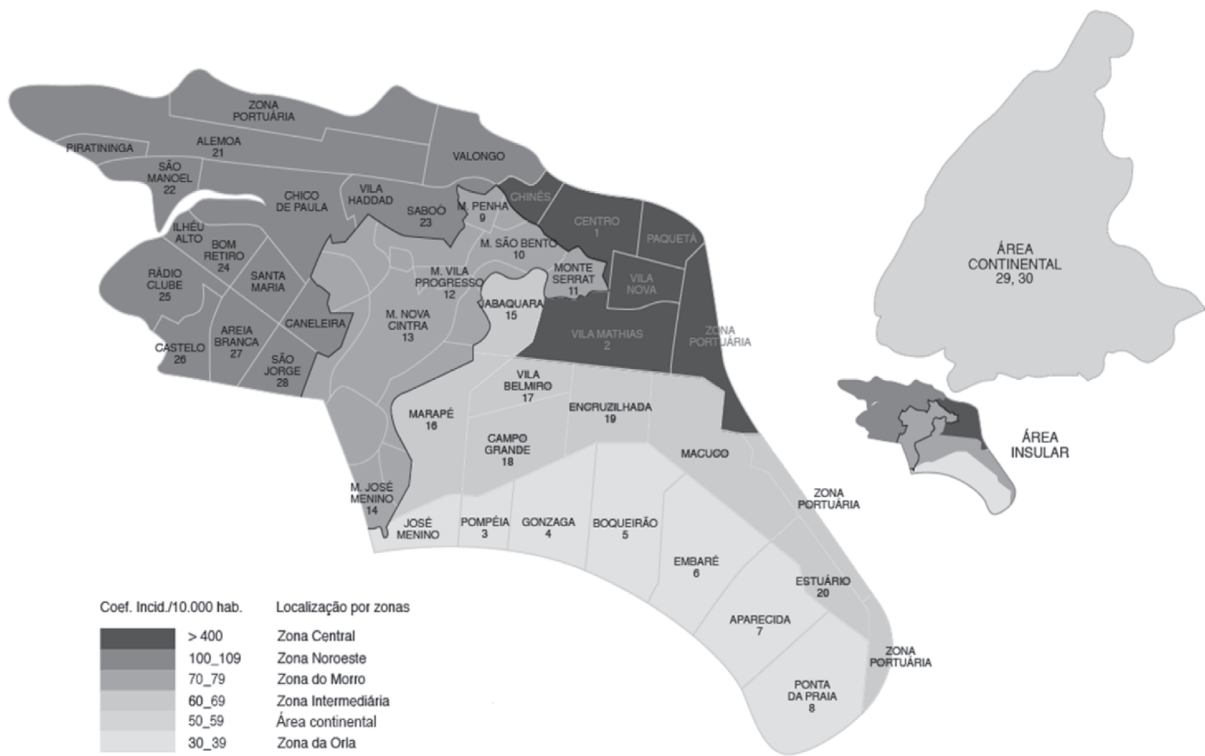 ZONA
PORTUÁRIA
PIRATININGA
ALEMOA
21
VALONGO
SÃO
MANOEL
22
CHICO
DE PAULA
VILA
HADDAD
SABOÓ
23
M. PENHA
9
CHINÊS
CENTRO
1
PAQUETÁ
ILHÉU
ALTO
BOM
RETIRO
24
M. SÃO BENTO
10
RÁDIO
CLUBE
25
SANTA
MARIA
M. VILA
PROGRESSO
12
MONTE
SERRAT
11
VILA
NOVA
JABAQUARA
15
CASTELO
26
AREIA
BRANCA
27
CANELEIRA
M. NOVA
CINTRA
13
VILA MATHIAS
2
ZONA
PORTUÁRIA
SÃO
JORGE
28
VILA
BELMIRO
17
MARAPÉ
16
ENCRUZILHADA
19
CAMPO
GRANDE
18
MACUCO
M. JOSÉ
MENINO
14
JOSÉ
MENINO
POMPÉIA
3
GONZAGA
4
BOQUEIRÃO
5
ZONA
PORTUÁRIA
EMBARÉ
6
ESTUÁRIO
20
APARECIDA
7
ZONA
PORTUÁRIA
PONTA
DA PRAIA
8
ÁREA
CONTINENTAL
29, 30
ÁREA
INSULAR
Coef. Incid./10.000 hab. Localização por zonas
> 400 Zona Central
100_109 Zona Noroeste
70_79 Zona do Morro
60_69 Zona Intermediária
50_59 Área continental
30_39 Zona da Orla